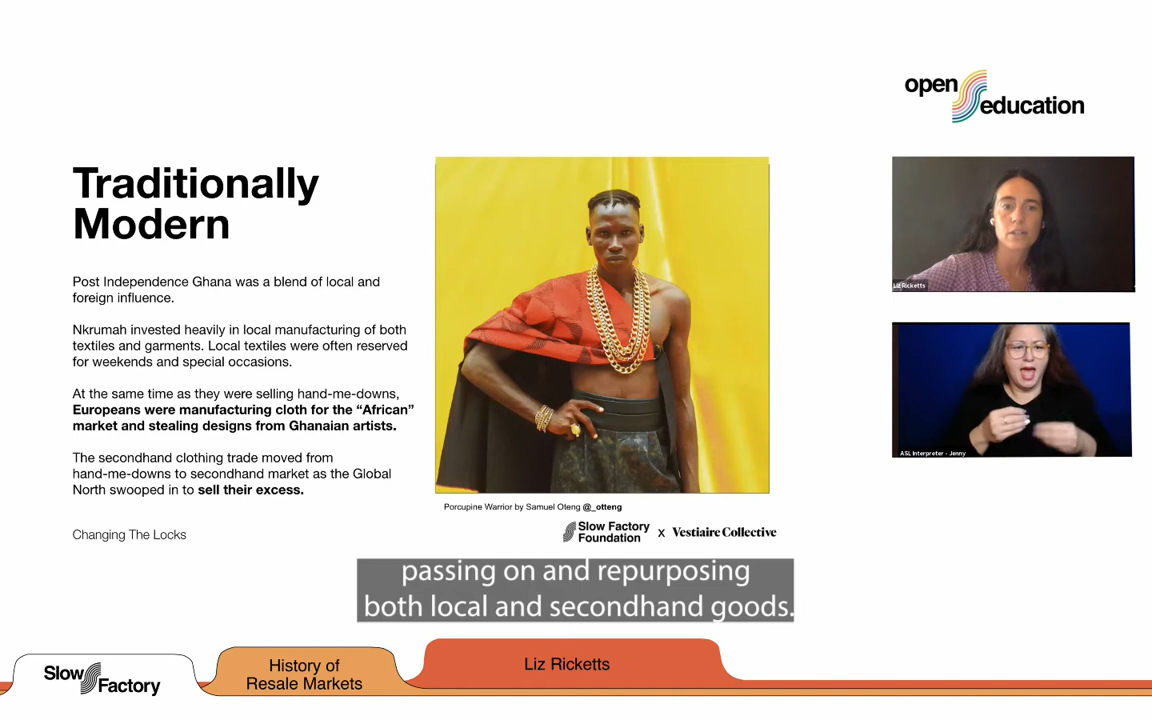 open
education
Traditionally
Modern
Post Independence Ghana was a blend of local and
foreign influence.
Nkrumah invested heavily in local manufacturing of both
textiles and garments. Local textiles were often reserved
for weekends and special occasions.
At the same time as they were selling hand-me-downs,
Europeans were manufacturing cloth for the “African”
market and stealing designs from Ghanaian artists.
The secondhand clothing trade moved from
hand-me-downs to secondhand market as the Global
North swooped in to sell their excess.
Changing The Locks
Porcupine Warrior by Samuel Oteng @_otteng
Slow Factory
Foundation x Vestiaire Collective
Liz Ricketts
ASL Interpreter - Jenny
passing on and repurposing
both local and secondhand goods.
Slow
Factory
History of
Resale Markets
Liz Ricketts